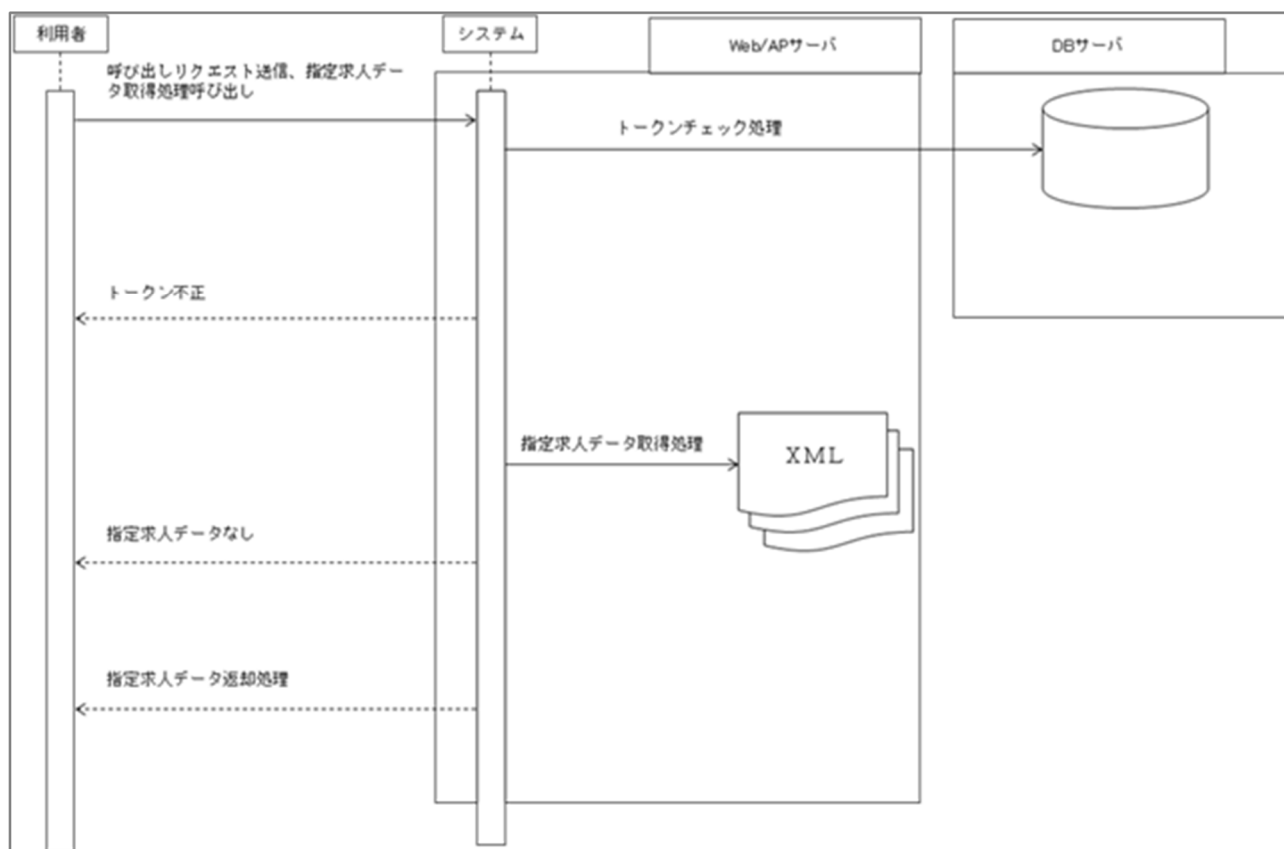 利用者
システム
Web/APサーバ
DBサーバ
呼び出しリクエスト送信、指定求人デー
タ取得処理呼び出し
トークンチェック処理
トークン不正
指定求人データ取得処理
XML
指定求人データなし
指定求人データ返却処理